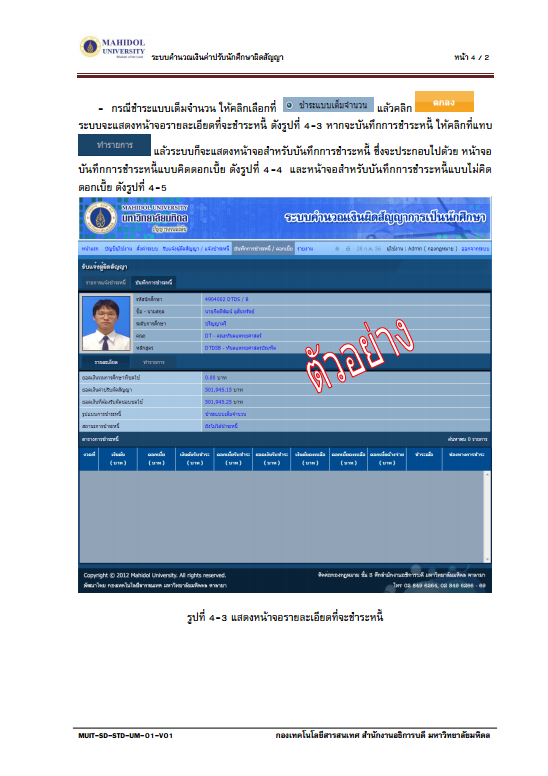 MAHIDOL
UNIVERSITY
ระบบคำนวณเงินค่าปรับนักศึกษาผิดสัญญา
หน้า 4 / 2
- กรณีชำระแบบเต็มจำนวน ให้คลิกเลือกที่ ชำระแบบเต็มจำนวน แล้วคลิก ตกลง
ระบบจะแสดงหน้าจอรายละเอียดที่จะชำระหนี้ ดังรูปที่ 4-3 หากจะบันทึกการชำระหนี้ ให้คลิกที่แทบ
ทำรายการ แล้วระบบก็จะแสดงหน้าจอสำหรับบันทึกการชำระหนี้ ซึ่งจะประกอบไปด้วย หน้าจอ
บันทึกการชำระหนี้แบบคิดดอกเบี้ย ดังรูปที่ 4-4 และหน้าจอสำหรับบันทึกการชำระหนี้แบบไม่คิด
ดอกเบี้ย ดังรูปที่ 4-5
MAHIDOL UNIVERSITY
มหาวิทยาลัยมหิดล
ปัญญาของแผ่นดิน
ระบบคำนวณเงินผิดสัญญาการเป็นนักศึกษา
หน้าแรก บัญชีผู้ใช้งาน ตั้งค่าระบบ รับแจ้งผู้ผิดสัญญา / แจ้งชำระหนี้ บันทึกการชำระหนี้ / ดอกเบี้ย รายงาน ผู้ใช้งาน : Admin ( กองกฎหมาย ) ออกจากระบบ
รับแจ้งผู้ผิดสัญญา
รายการแจ้งชำระหนี้ บันทึกการชำระหนี้
รหัสนักศึกษา 4904002 DTDS / B
ชื่อ - นามสกุล
ระดับการศึกษา ปริญญาตรี
คณะ DT - คณะทันตแพทยศาสตร์
หลักสูตร DTDSB - ทันตแพทยศาสตรบัณฑิต
ตัวอย่าง
รายละเอียด ทำรายการ
0.00 บาท
301,945.15 บาท
301,945.25 บาท
รูปแบบการชำระหนี้ ชำระแบบเต็มจำนวน
สถานะการชำระหนี้ ยังไม่ได้ชำระหนี้
ตารางการชำระหนี้ ค้นหาพบ 0 รายการ
งวดที่ เงินต้น ดอกเบี้ย เงินต้นรับชำระ ดอกเบี้ยรับชำระ ยอดเงินรับชำระ เงินต้นคงเหลือ ดอกเบี้ยคงเหลือ ดอกเบี้ยค้างจ่าย ชำระเมื่อ ช่องทางการชำระ
( บาท ) ( บาท ) ( บาท ) ( บาท ) ( บาท ) ( บาท ) ( บาท ) ( บาท )
Copyright © 2012 Mahidol University. All rights reserved.
ติดต่อกองกฎหมาย ชั้น 3 ตึกสำนักงานอธิการบดี มหาวิทยาลัยมหิดล ศาลายา
พัฒนาโดย กองเทคโนโลยีสารสนเทศ มหาวิทยาลัยมหิดล ศาลายา
โทร 02 849 6264, 02 849 6266 - 69
รูปที่ 4-3 แสดงหน้าจอรายละเอียดที่จะชำระหนี้
MUIT-SD-STD-UM-01-V01
กองเทคโนโลยีสารสนเทศ สำนักงานอธิการบดี มหาวิทยาลัยมหิดล